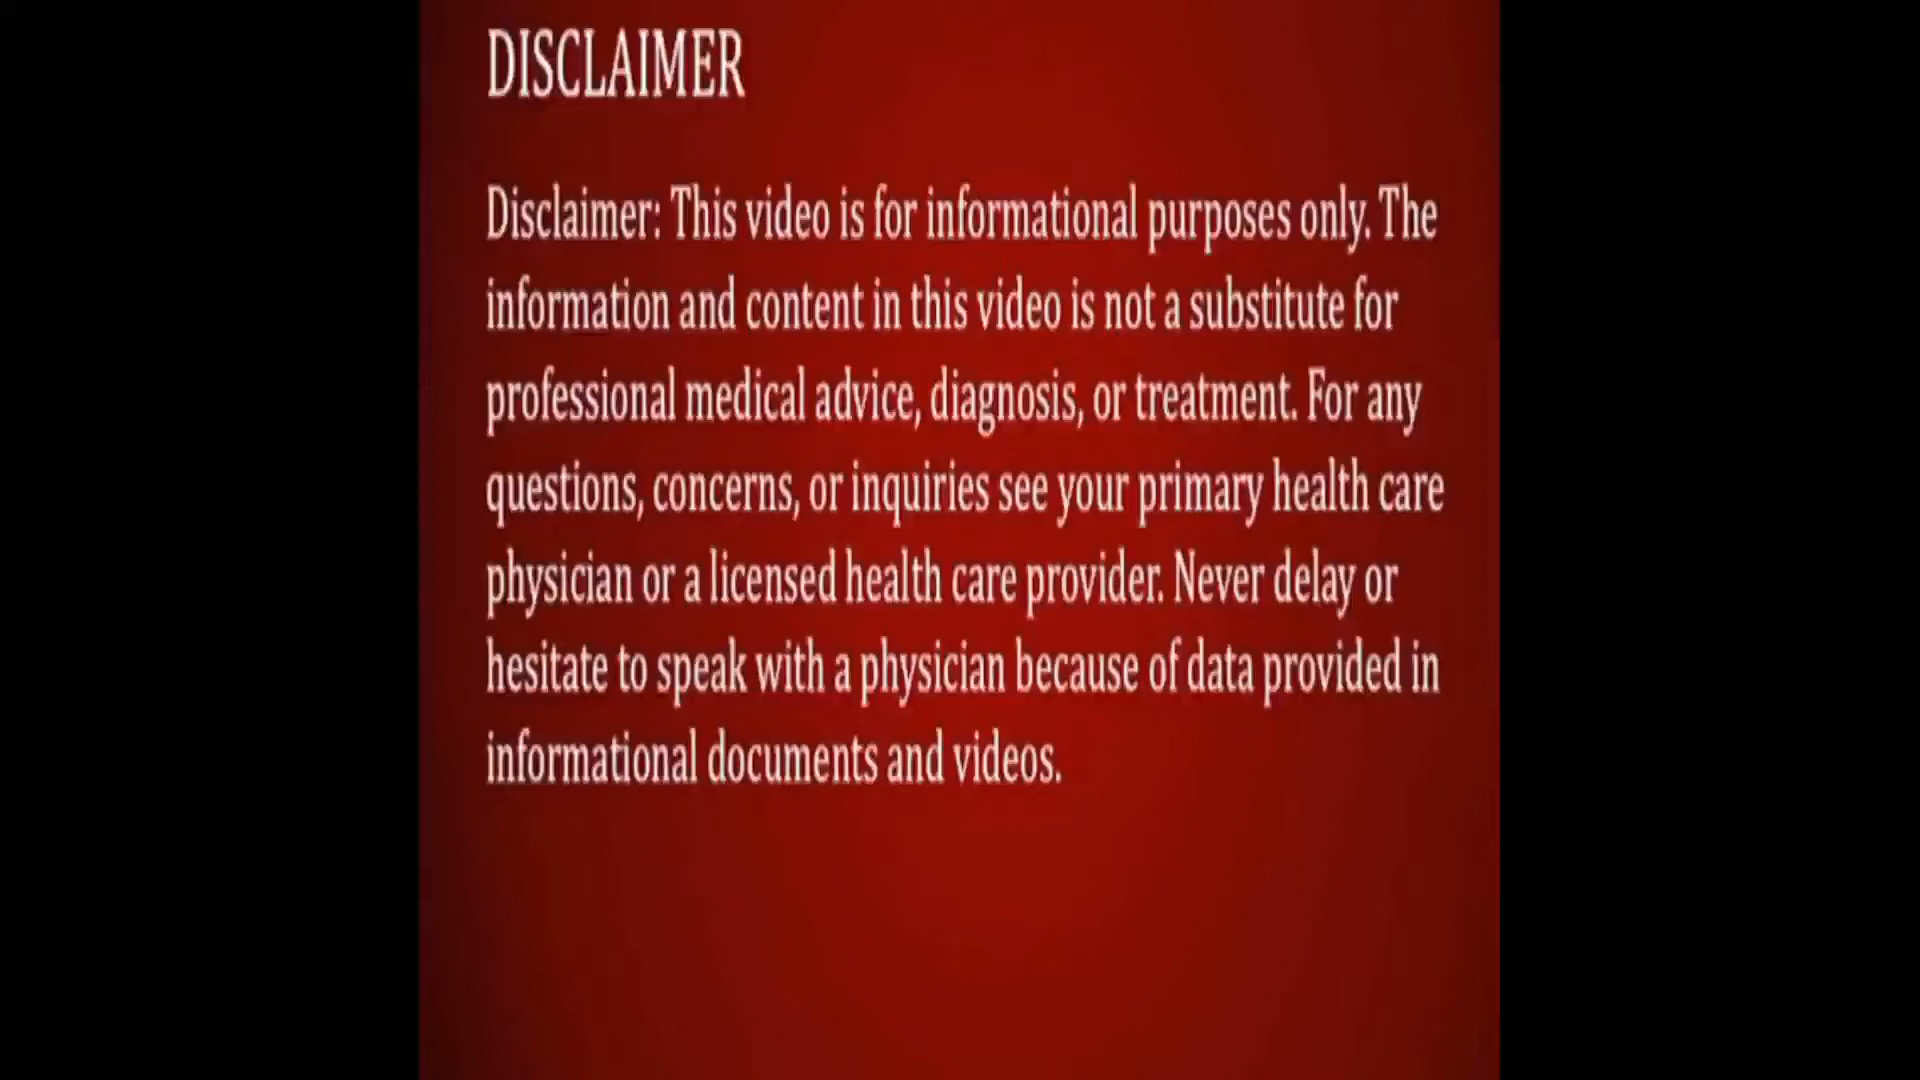 DISCLAIMER
Disclaimer: This video is for informational purposes only. The
information and content in this video is not a substitute for
professional medical advice, diagnosis, or treatment. For any
questions, concerns, or inquiries see your primary health care
physician or a licensed health care provider. Never delay or
hesitate to speak with a physician because of data provided in
informational documents and videos.